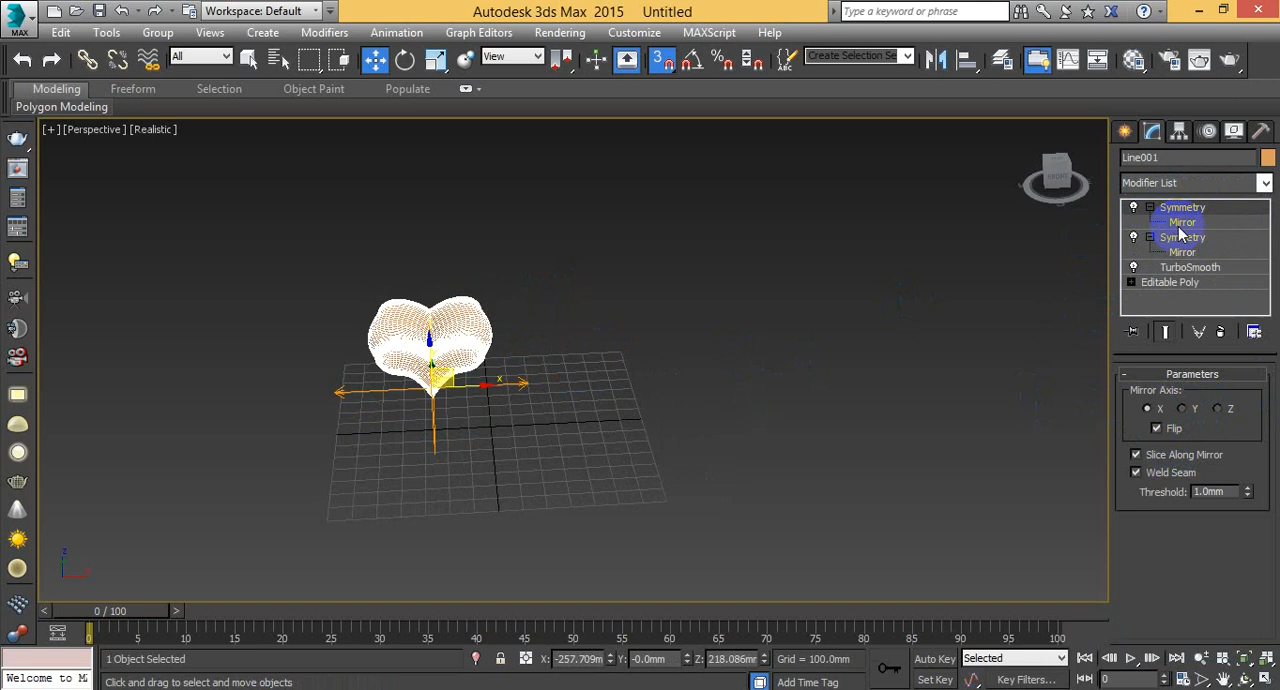 MAX
Workspace: Default
Autodesk 3ds Max 2015 Untitled
Type a keyword or phrase
Edit Tools Group Views Create Modifiers Animation Graph Editors Rendering Customize MAXScript Help
All
View
3
Create Selection Se
Modeling Freeform Selection Object Paint Populate
Polygon Modeling
[+] [Perspective] [Realistic]
FRONT
Line001
Modifier List
Symmetry
Mirror
Symmetry
Mirror
TurboSmooth
Editable Poly
x
z
Parameters
Mirror Axis:
X Y Z
Flip
Slice Along Mirror
Weld Seam
Threshold: 1.0mm
< 0 / 100 >
0 5 10 15 20 25 30 35 40 45 50 55 60 65 70 75 80 85 90 95 100
1 Object Selected X: -257.709m Y: -0.0mm Z: 218.086mm Grid = 100.0mm Auto Key Selected
Welcome to M Click and drag to select and move objects Add Time Tag Set Key Key Filters... 0